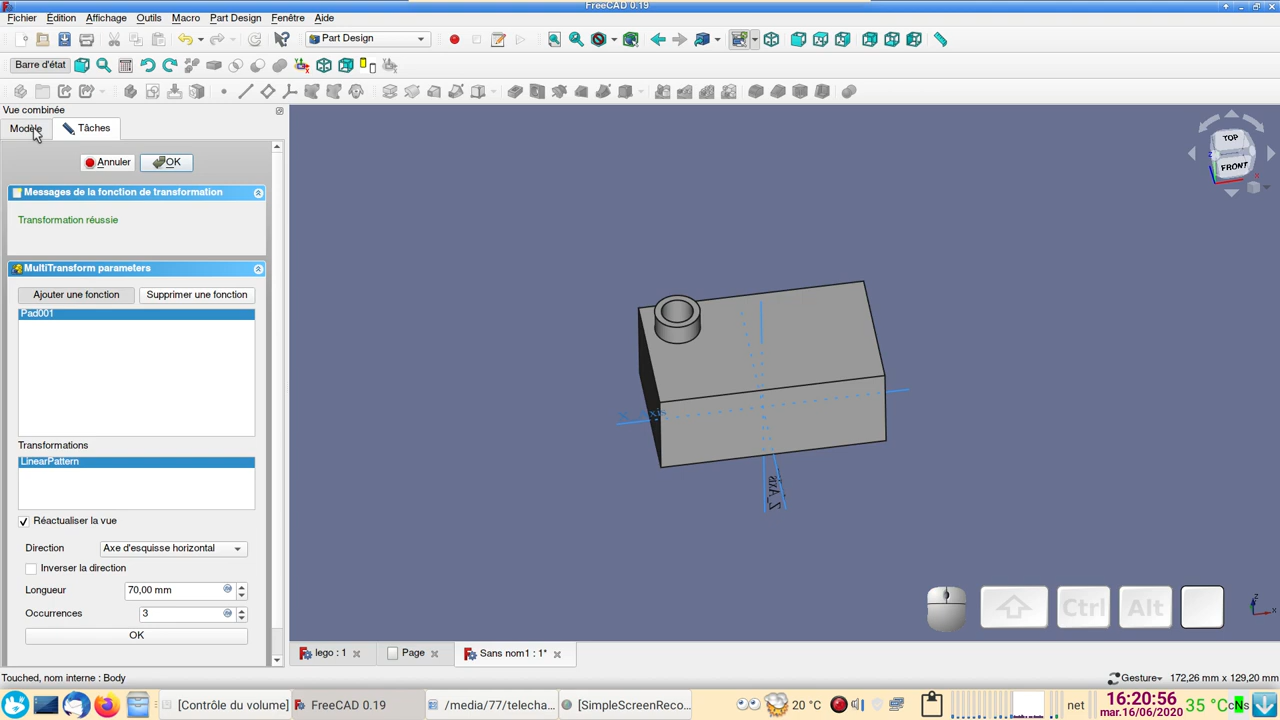 FreeCAD 0.19
Fichier Édition Affichage Outils Macro Part Design Fenêtre Aide
Part Design
Barre d'état
Vue combinée
Modèle Tâches
Annuler OK
Messages de la fonction de transformation
Transformation réussie
MultiTransform parameters
Ajouter une fonction Supprimer une fonction
Pad001
Transformations
LinearPattern
Réactualiser la vue
Direction Axe d'esquisse horizontal
Inverser la direction
Longueur 70,00 mm
Occurrences 3
OK
TOP
FRONT
Ctrl Alt
lego : 1 Page Sans nom1 : 1*
Touched, nom interne : Body
Gesture 172,26 mm x 129,20 mm
[Contrôle du volume] FreeCAD 0.19 /media/77/telecha... [SimpleScreenReco...
20 °C net
16:20:56
mar.16/06/2020
35 °C